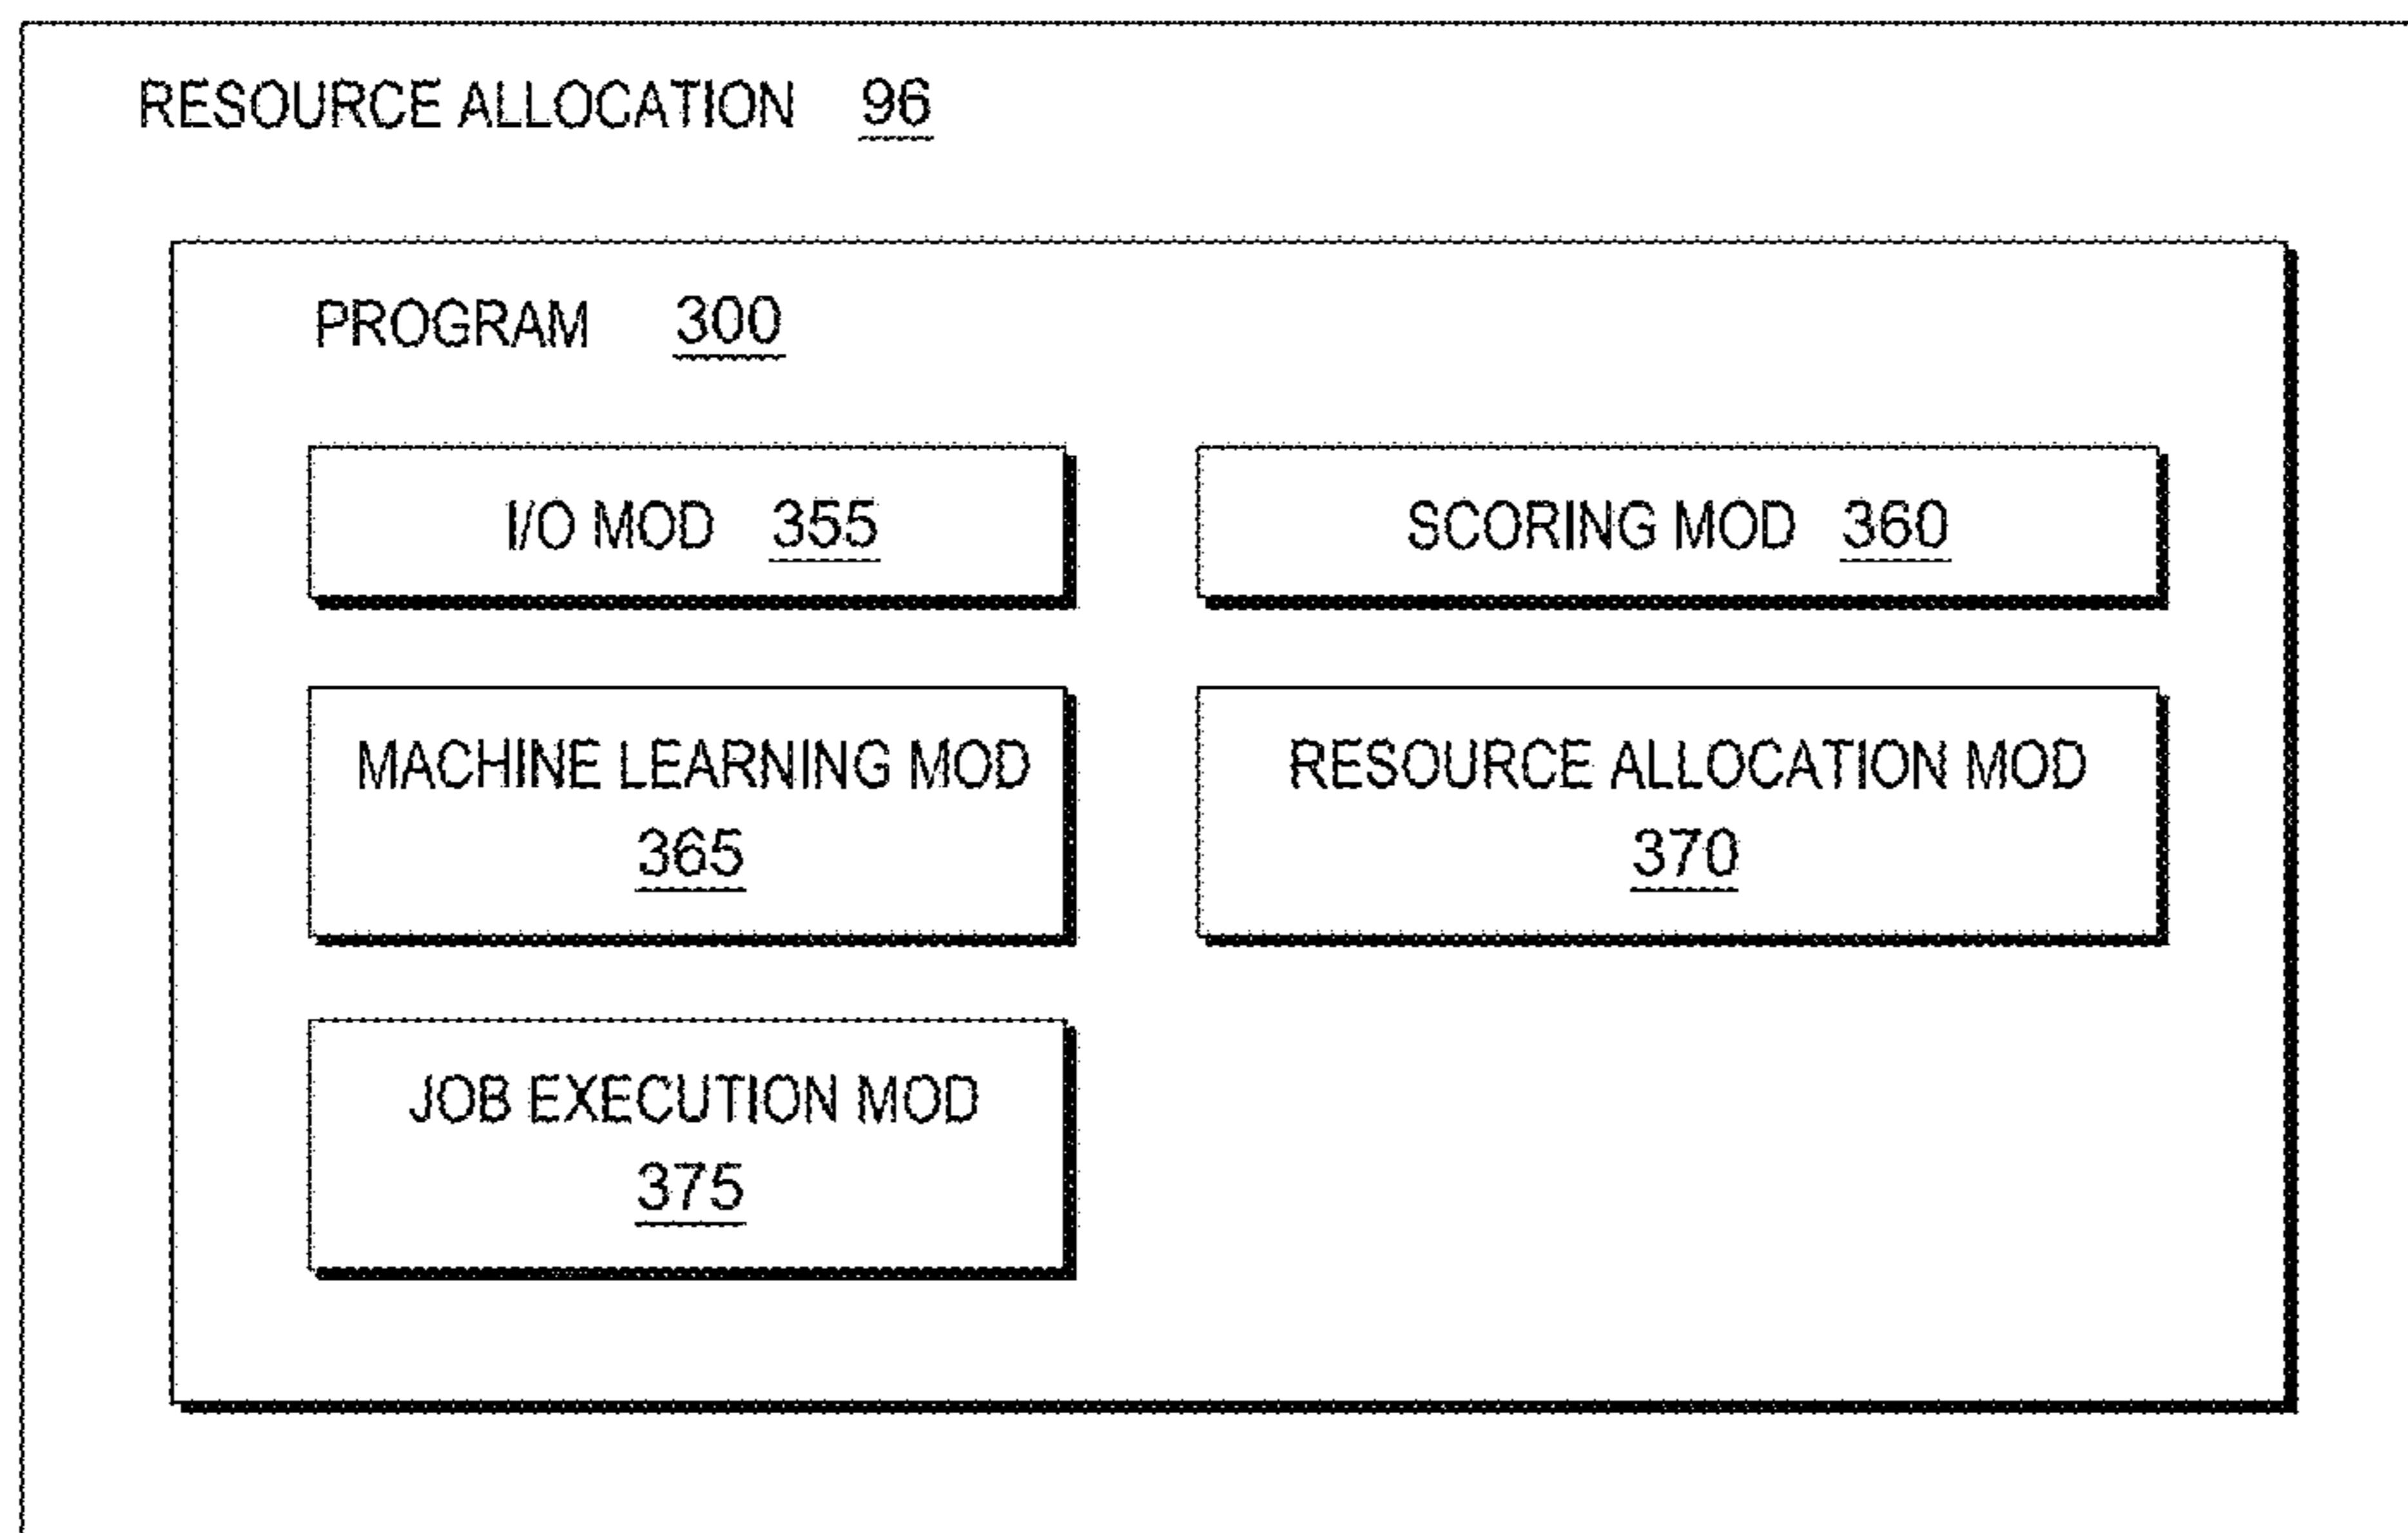 RESOURCE ALLOCATION 96
PROGRAM 300
I/O MOD 355
SCORING MOD 360
MACHINE LEARNING MOD
365
RESOURCE ALLOCATION MOD
370
JOB EXECUTION MOD
375